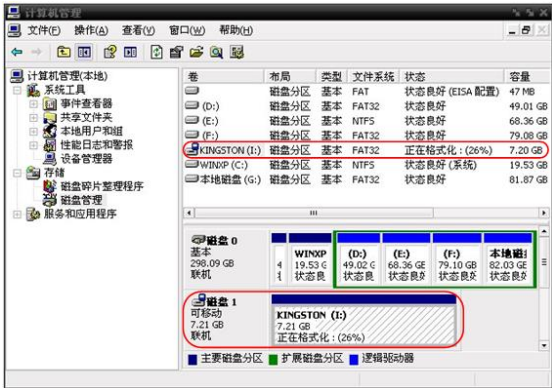 计算机管理
文件(F) 操作(A) 查看(V) 窗口(W) 帮助(H)
计算机管理(本地)
系统工具
事件查看器
共享文件夹
本地用户和组
性能日志和警报
设备管理器
存储
磁盘碎片整理程序
磁盘管理
服务和应用程序
卷 布局 类型 文件系统 状态 容量
磁盘分区 基本 FAT 状态良好 (EISA 配置) 47 MB
(D:) 磁盘分区 基本 FAT32 状态良好 49.01 GB
(E:) 磁盘分区 基本 NTFS 状态良好 68.36 GB
(F:) 磁盘分区 基本 FAT32 状态良好 79.08 GB
KINGSTON (I:) 磁盘分区 基本 FAT32 正在格式化 : (26%) 7.20 GB
WINXP (C:) 磁盘分区 基本 NTFS 状态良好 (系统) 19.53 GB
本地磁盘 (G:) 磁盘分区 基本 FAT32 状态良好 81.87 GB
磁盘 0
基本
298.09 GB
联机
4
WINXP
19.53 G
状态良
(D:)
49.02 G
状态良
(E:)
68.36 GE
状态良好
(F:)
79.10 GB
状态良好
本地磁
82.03 GE
状态良好
磁盘 1
可移动
7.21 GB
联机
KINGSTON (I:)
7.21 GB
正在格式化 : (26%)
主要磁盘分区 扩展磁盘分区 逻辑驱动器